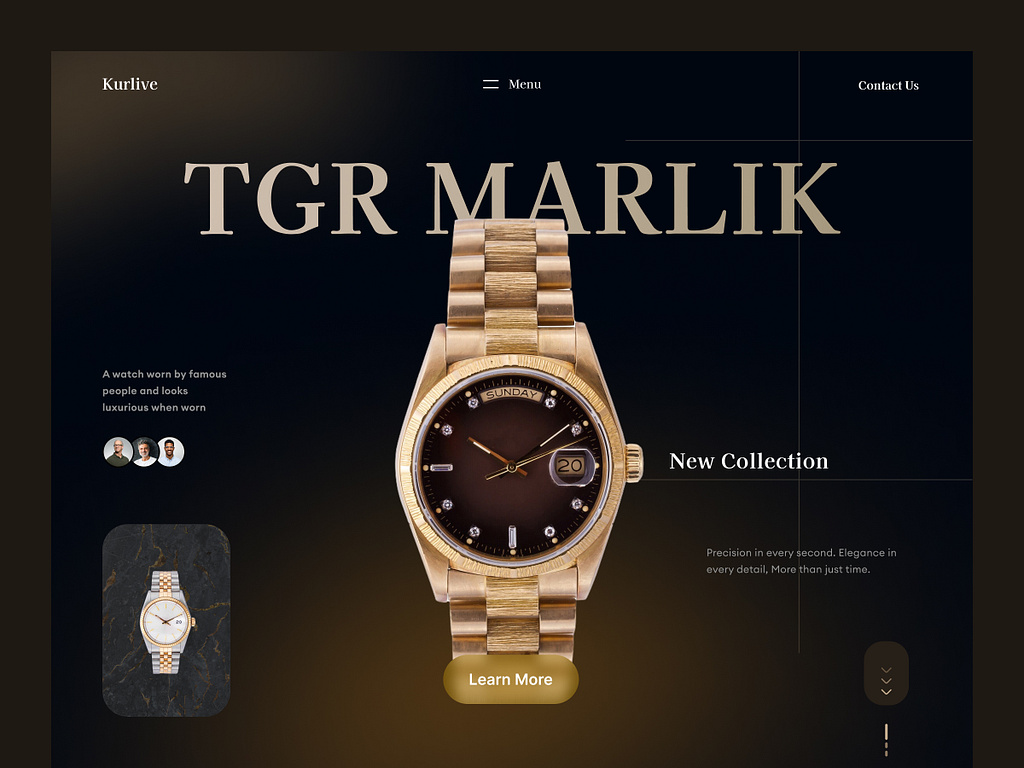 Kurlive
Menu
Contact Us
TGR MARLIK
A watch worn by famous
people and looks
luxurious when worn
SUNDAY
20
New Collection
Precision in every second. Elegance in
every detail, More than just time.
20
Learn More